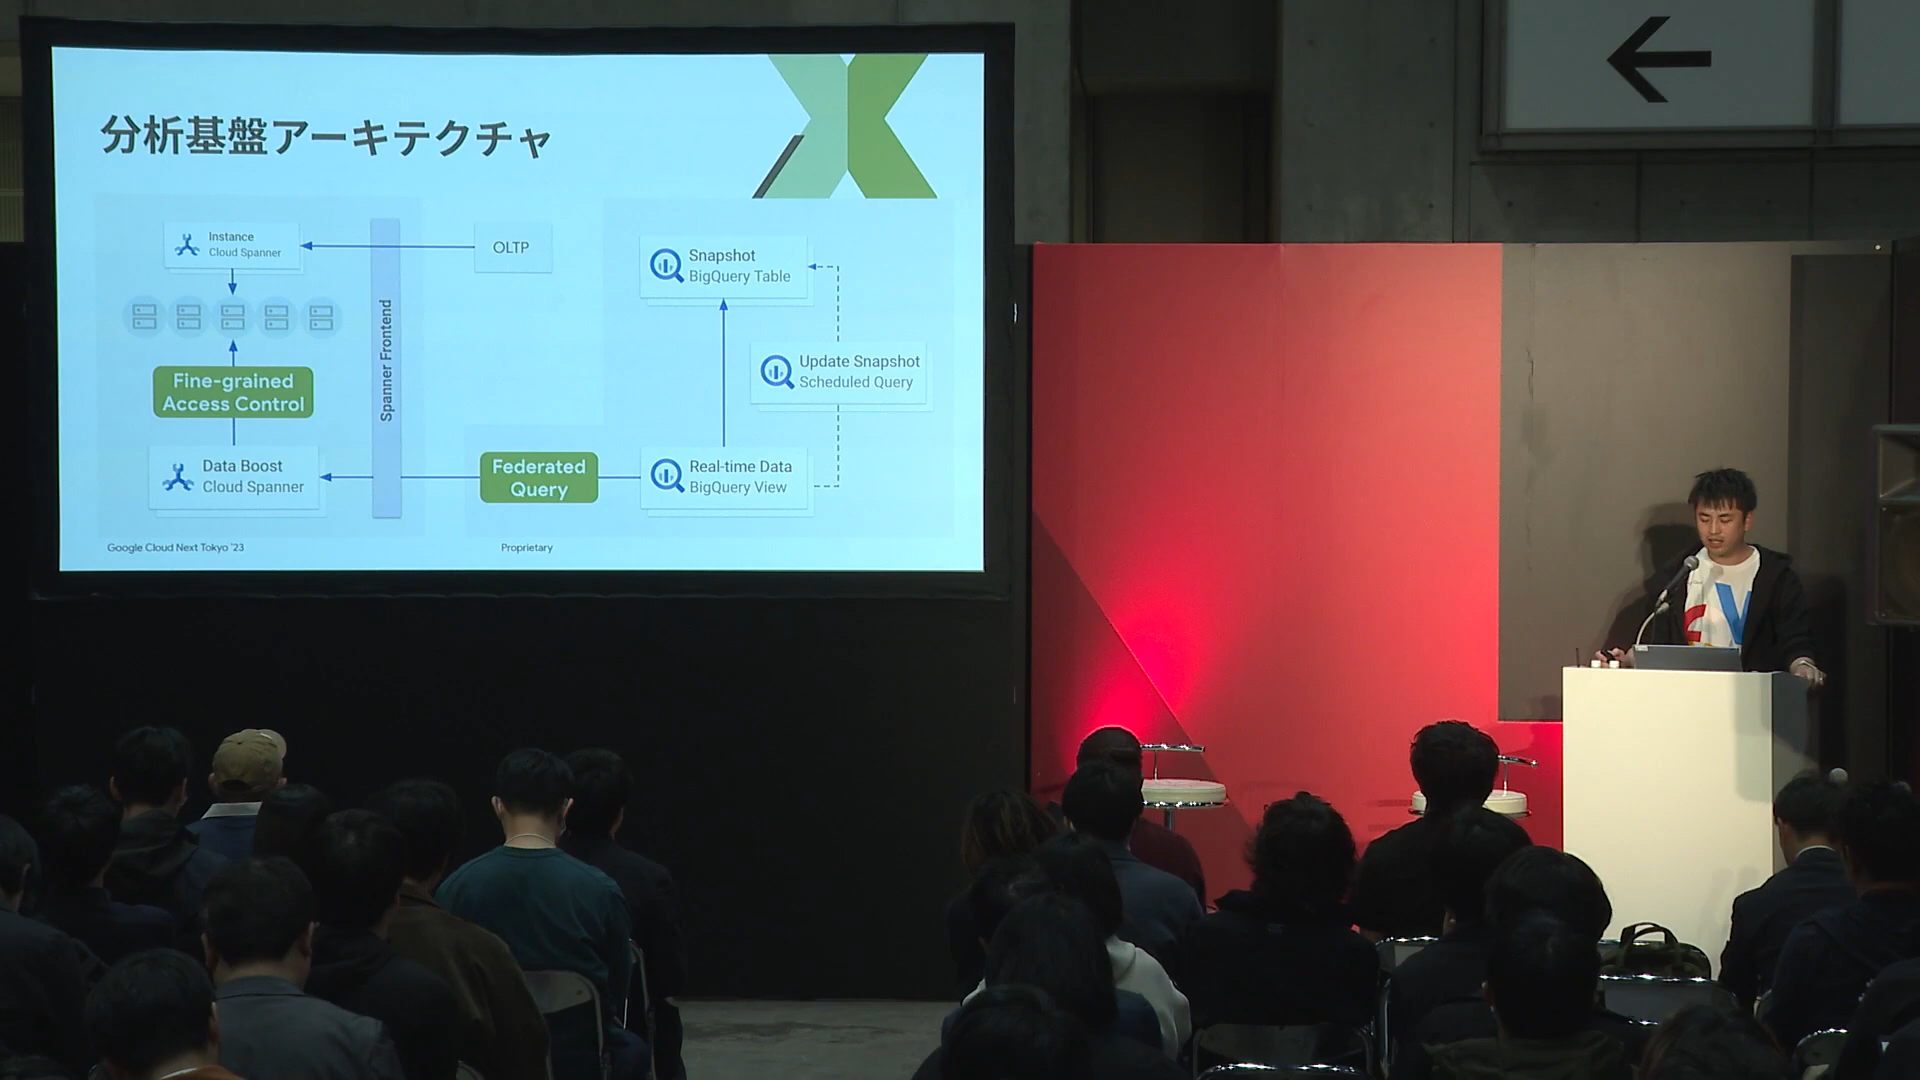 分析基盤アーキテクチャ
Instance
Cloud Spanner
OLTP
Snapshot
BigQuery Table
Spanner Frontend
Update Snapshot
Scheduled Query
Fine-grained
Access Control
Data Boost
Cloud Spanner
Federated
Query
Real-time Data
BigQuery View
Google Cloud Next Tokyo '23
Proprietary